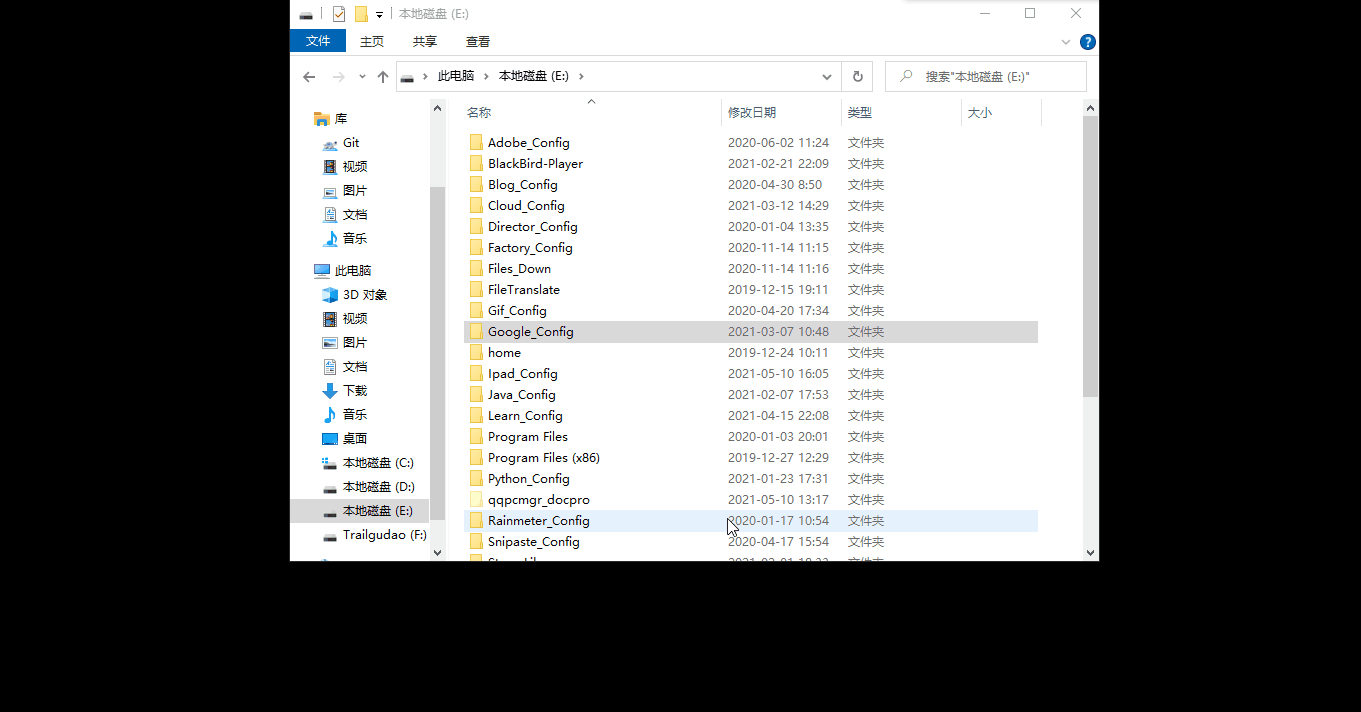 本地磁盘 (E:)
文件 主页 共享 查看
此电脑 本地磁盘 (E:) 搜索"本地磁盘 (E:)"
库
Git
视频
图片
文档
音乐
此电脑
3D 对象
视频
图片
文档
下载
音乐
桌面
本地磁盘 (C:)
本地磁盘 (D:)
本地磁盘 (E:)
Trailgudao (F:)
名称 修改日期 类型 大小
Adobe_Config 2020-06-02 11:24 文件夹
BlackBird-Player 2021-02-21 22:09 文件夹
Blog_Config 2020-04-30 8:50 文件夹
Cloud_Config 2021-03-12 14:29 文件夹
Director_Config 2020-01-04 13:35 文件夹
Factory_Config 2020-11-14 11:15 文件夹
Files_Down 2020-11-14 11:16 文件夹
FileTranslate 2019-12-15 19:11 文件夹
Gif_Config 2020-04-20 17:34 文件夹
Google_Config 2021-03-07 10:48 文件夹
home 2019-12-24 10:11 文件夹
Ipad_Config 2021-05-10 16:05 文件夹
Java_Config 2021-02-07 17:53 文件夹
Learn_Config 2021-04-15 22:08 文件夹
Program Files 2020-01-03 20:01 文件夹
Program Files (x86) 2019-12-27 12:29 文件夹
Python_Config 2021-01-23 17:31 文件夹
qqpcmgr_docpro 2021-05-10 13:17 文件夹
Rainmeter_Config 2020-01-17 10:54 文件夹
Snipaste_Config 2020-04-17 15:54 文件夹